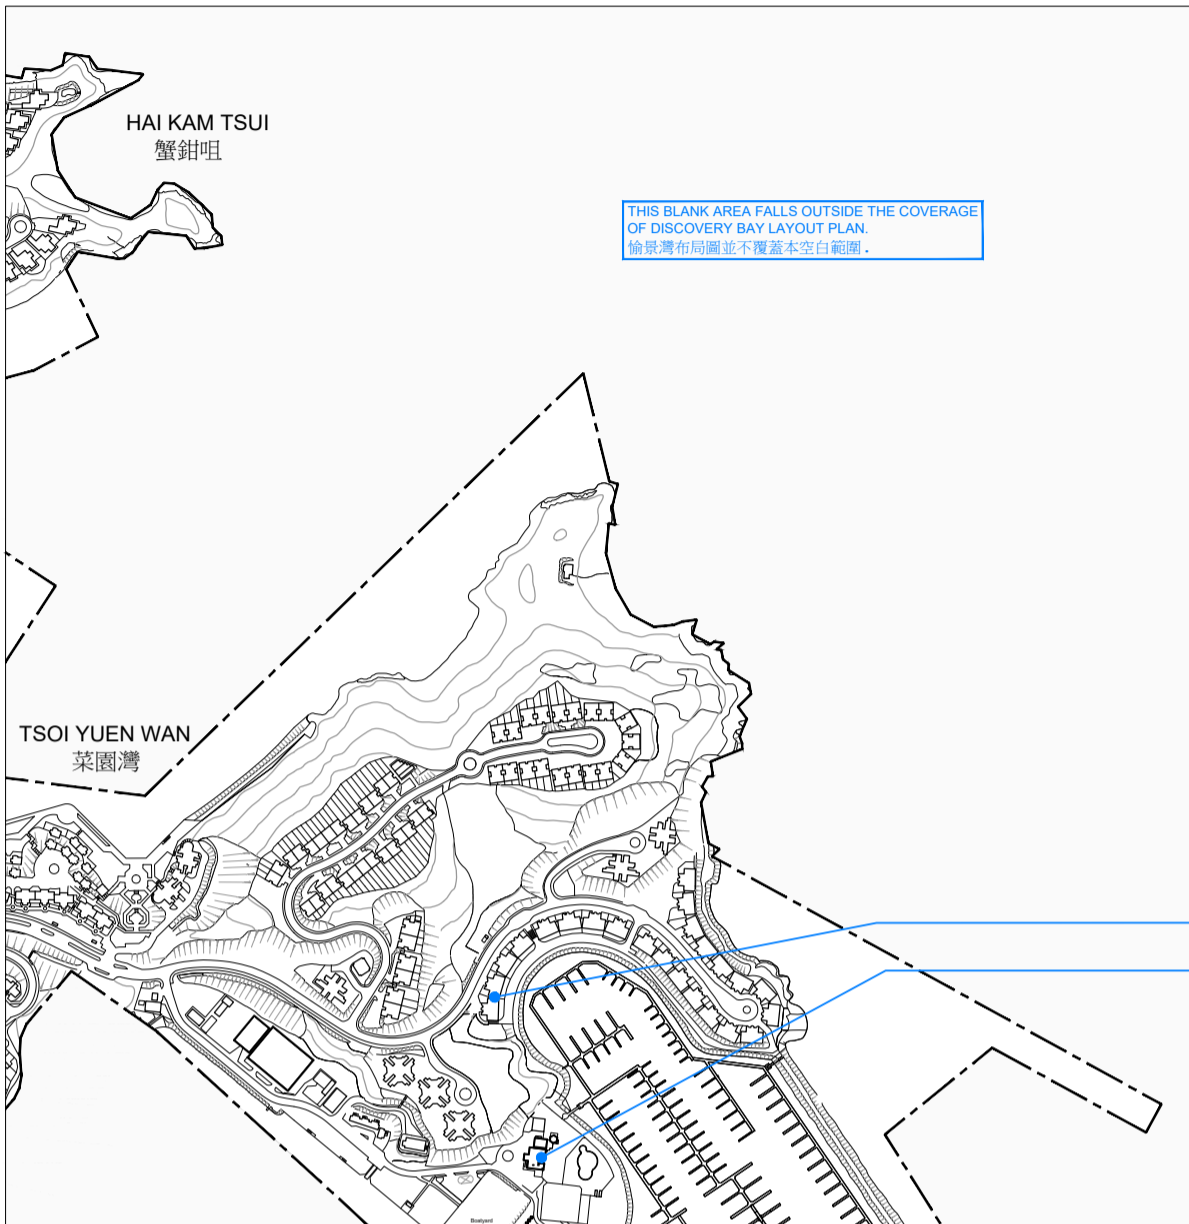 HAI KAM TSUI
蟹鉗咀
THIS BLANK AREA FALLS OUTSIDE THE COVERAGE
OF DISCOVERY BAY LAYOUT PLAN.
愉景灣布局圖並不覆蓋本空白範圍.
TSOI YUEN WAN
菜園灣
Boatyard